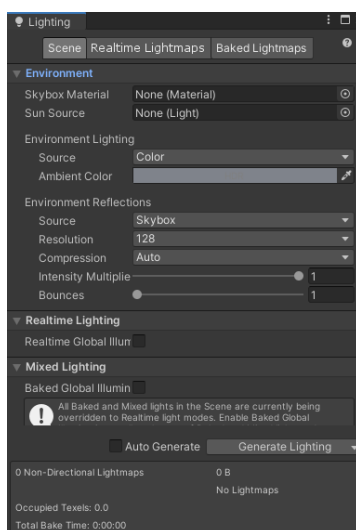 Lighting
Scene Realtime Lightmaps Baked Lightmaps
Environment
Skybox Material None (Material)
Sun Source None (Light)
Environment Lighting
Source Color
Ambient Color
Environment Reflections
Source Skybox
Resolution 128
Compression Auto
Intensity Multiplie 1
Bounces 1
Realtime Lighting
Realtime Global Illum
Mixed Lighting
Baked Global Illumin
All Baked and Mixed lights in the Scene are currently being
overridden to Realtime light modes. Enable Baked Global
Auto Generate Generate Lighting
0 Non-Directional Lightmaps 0 B
No Lightmaps
Occupied Texels: 0.0
Total Bake Time: 0:00:00